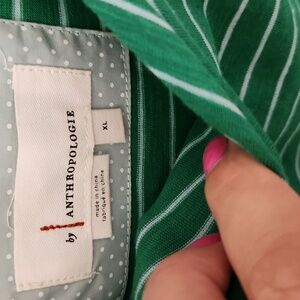 by ANTHROPOLOGIE
XL
made in china
fabriqué en chine